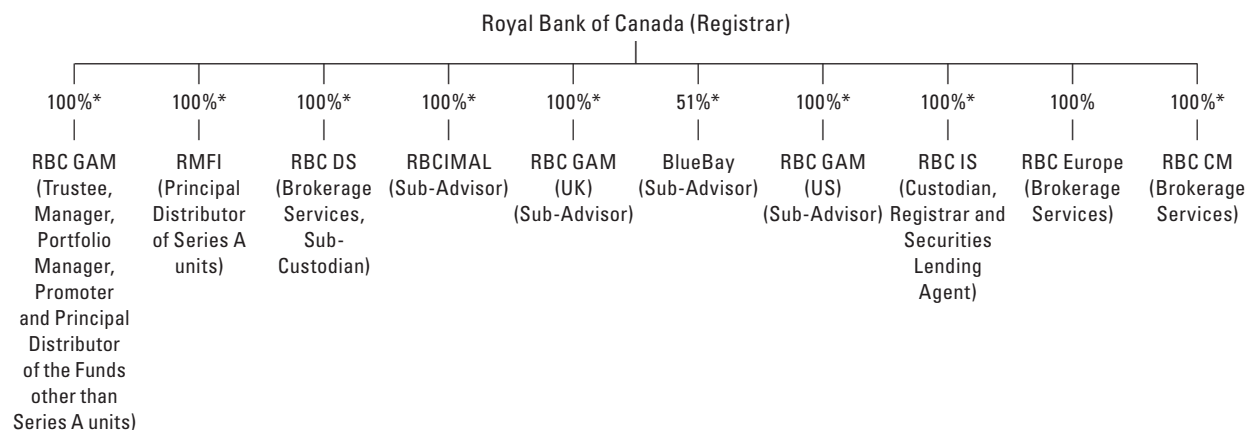 Royal Bank of Canada (Registrar)
100%* 100%* 100%* 100%* 100%* 51%* 100%* 100%* 100% 100%*
RBC GAM
(Trustee,
Manager,
Portfolio
Manager,
Promoter
and Principal
Distributor
of the Funds
other than
Series A units)
RMFI
(Principal
Distributor
of Series A
units)
RBC DS
(Brokerage
Services,
Sub-
Custodian)
RBCIMAL
(Sub-Advisor)
RBC GAM
(UK)
(Sub-Advisor)
BlueBay
(Sub-Advisor)
RBC GAM
(US)
(Sub-Advisor)
RBC IS
(Custodian,
Registrar and
Securities
Lending
Agent)
RBC Europe
(Brokerage
Services)
RBC CM
(Brokerage
Services)